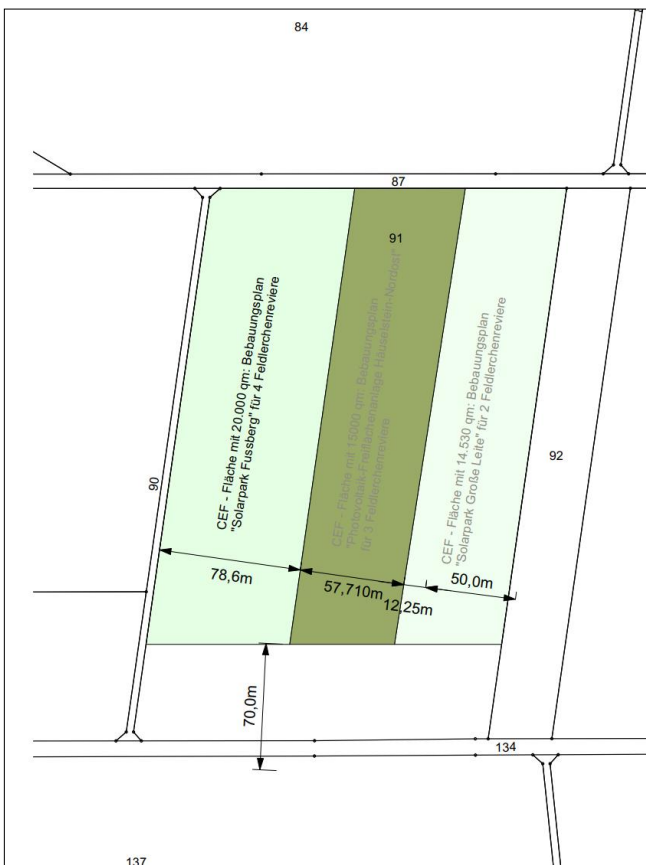 84
87
91
CEF - Fläche mit 20.000 qm: Bebauungsplan
"Solarpark Fussberg" für 4 Feldlerchenreviere
CEF - Fläche mit 15000 qm: Bebauungsplan
"Photovoltaik-Freiflächenanlage Häuselstein-Nordost"
für 3 Feldlerchenreviere
CEF - Fläche mit 14.530 qm: Bebauungsplan
"Solarpark Große Leite" für 2 Feldlerchenreviere
92
90
78,6m
57,710m
12,25m
50,0m
70,0m
134
137